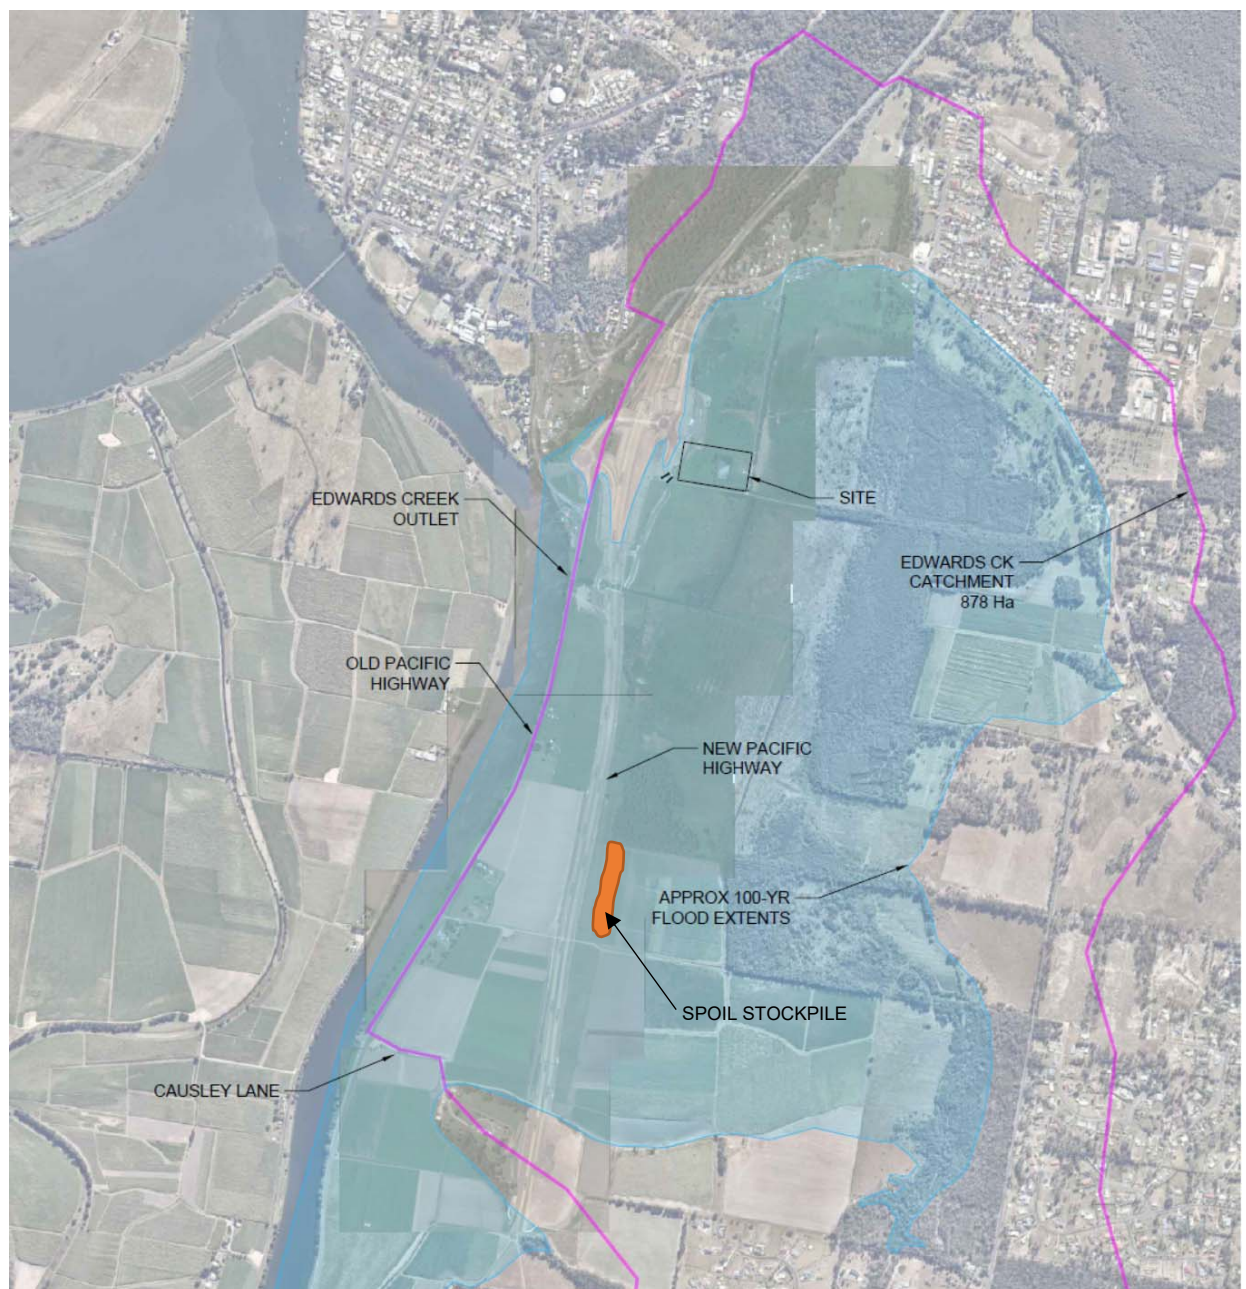 EDWARDS CREEK
OUTLET
SITE
EDWARDS CK
CATCHMENT
878 Ha
OLD PACIFIC
HIGHWAY
NEW PACIFIC
HIGHWAY
APPROX 100-YR
FLOOD EXTENTS
SPOIL STOCKPILE
CAUSLEY LANE